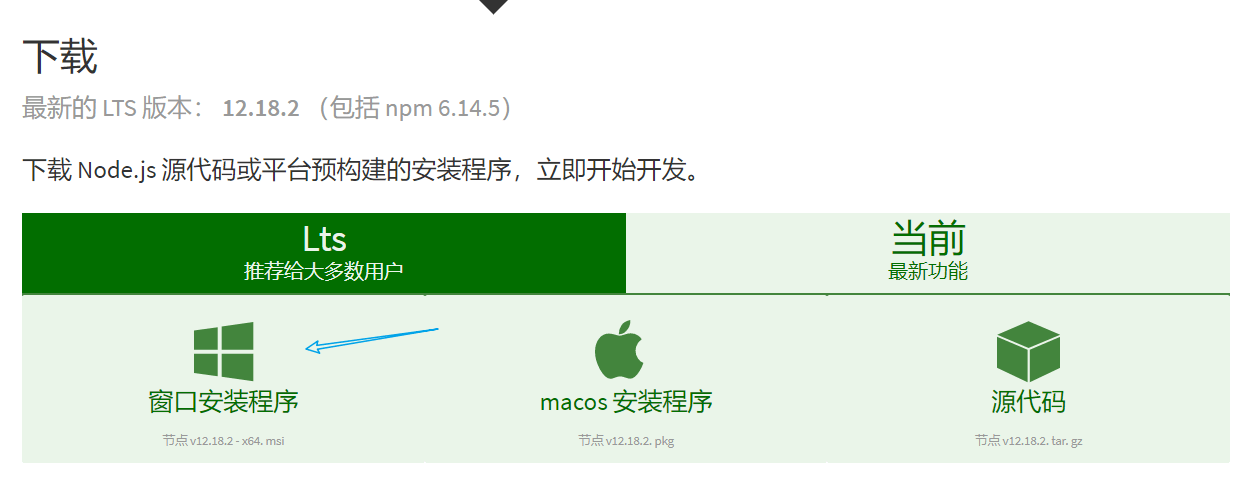 下载
最新的 LTS 版本： 12.18.2 （包括 npm 6.14.5）
下载 Node.js 源代码或平台预构建的安装程序，立即开始开发。
Lts
推荐给大多数用户
当前
最新功能
窗口安装程序
节点 v12.18.2 - x64. msi
macos 安装程序
节点 v12.18.2. pkg
源代码
节点 v12.18.2. tar. gz